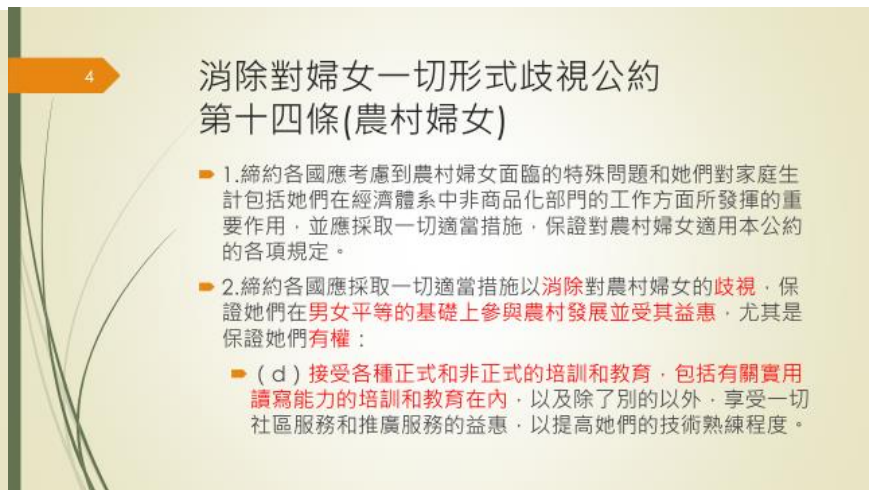 4
消除對婦女一切形式歧視公約
第十四條(農村婦女)
1.締約各國應考慮到農村婦女面臨的特殊問題和她們對家庭生
計包括她們在經濟體系中非商品化部門的工作方面所發揮的重
要作用，並應採取一切適當措施，保證對農村婦女適用本公約
的各項規定。
2.締約各國應採取一切適當措施以消除對農村婦女的歧視，保
證她們在男女平等的基礎上參與農村發展並受其益惠，尤其是
保證她們有權：
（d）接受各種正式和非正式的培訓和教育，包括有關實用
讀寫能力的培訓和教育在內，以及除了別的以外，享受一切
社區服務和推廣服務的益惠，以提高她們的技術熟練程度。